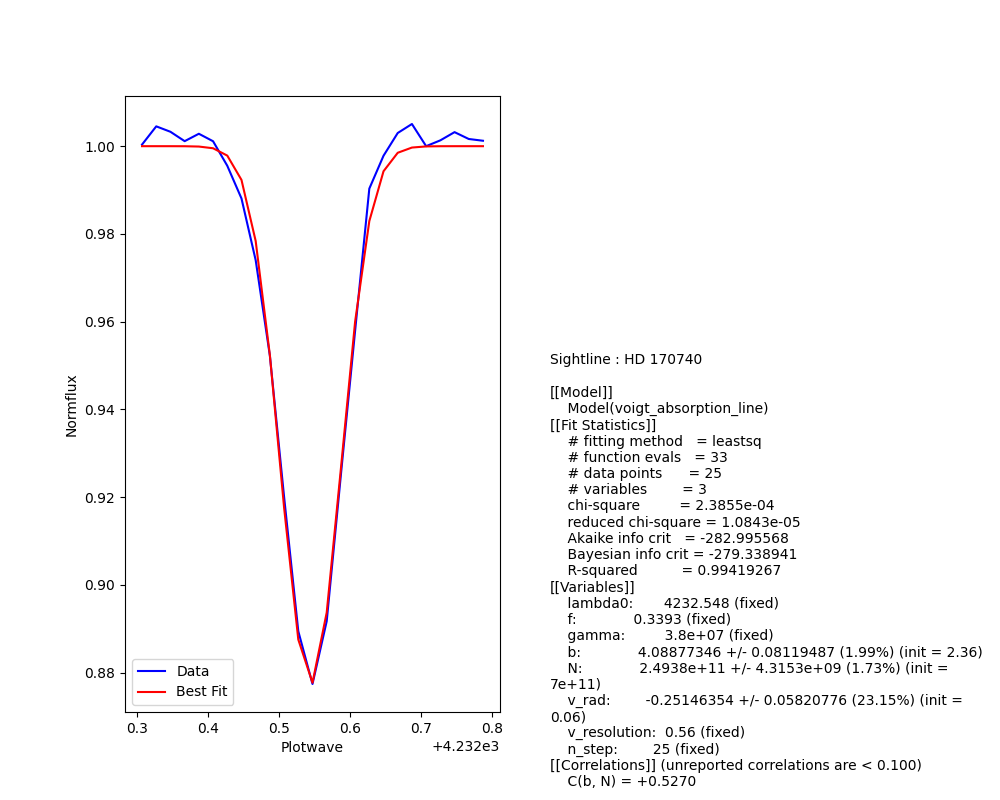 1.00
0.98
0.96
0.94
0.92
0.90
0.88
Normflux
Data
Best Fit
0.3 0.4 0.5 0.6 0.7 0.8
Plotwave
+4.232e3
Sightline : HD 170740
[[Model]]
Model(voigt_absorption_line)
[[Fit Statistics]]
# fitting method = leastsq
# function evals = 33
# data points = 25
# variables = 3
chi-square = 2.3855e-04
reduced chi-square = 1.0843e-05
Akaike info crit = -282.995568
Bayesian info crit = -279.338941
R-squared = 0.99419267
[[Variables]]
lambda0: 4232.548 (fixed)
f: 0.3393 (fixed)
gamma: 3.8e+07 (fixed)
b: 4.08877346 +/- 0.08119487 (1.99%) (init = 2.36)
N: 2.4938e+11 +/- 4.3153e+09 (1.73%) (init =
7e+11)
v_rad: -0.25146354 +/- 0.05820776 (23.15%) (init =
0.06)
v_resolution: 0.56 (fixed)
n_step: 25 (fixed)
[[Correlations]] (unreported correlations are < 0.100)
C(b, N) = +0.5270